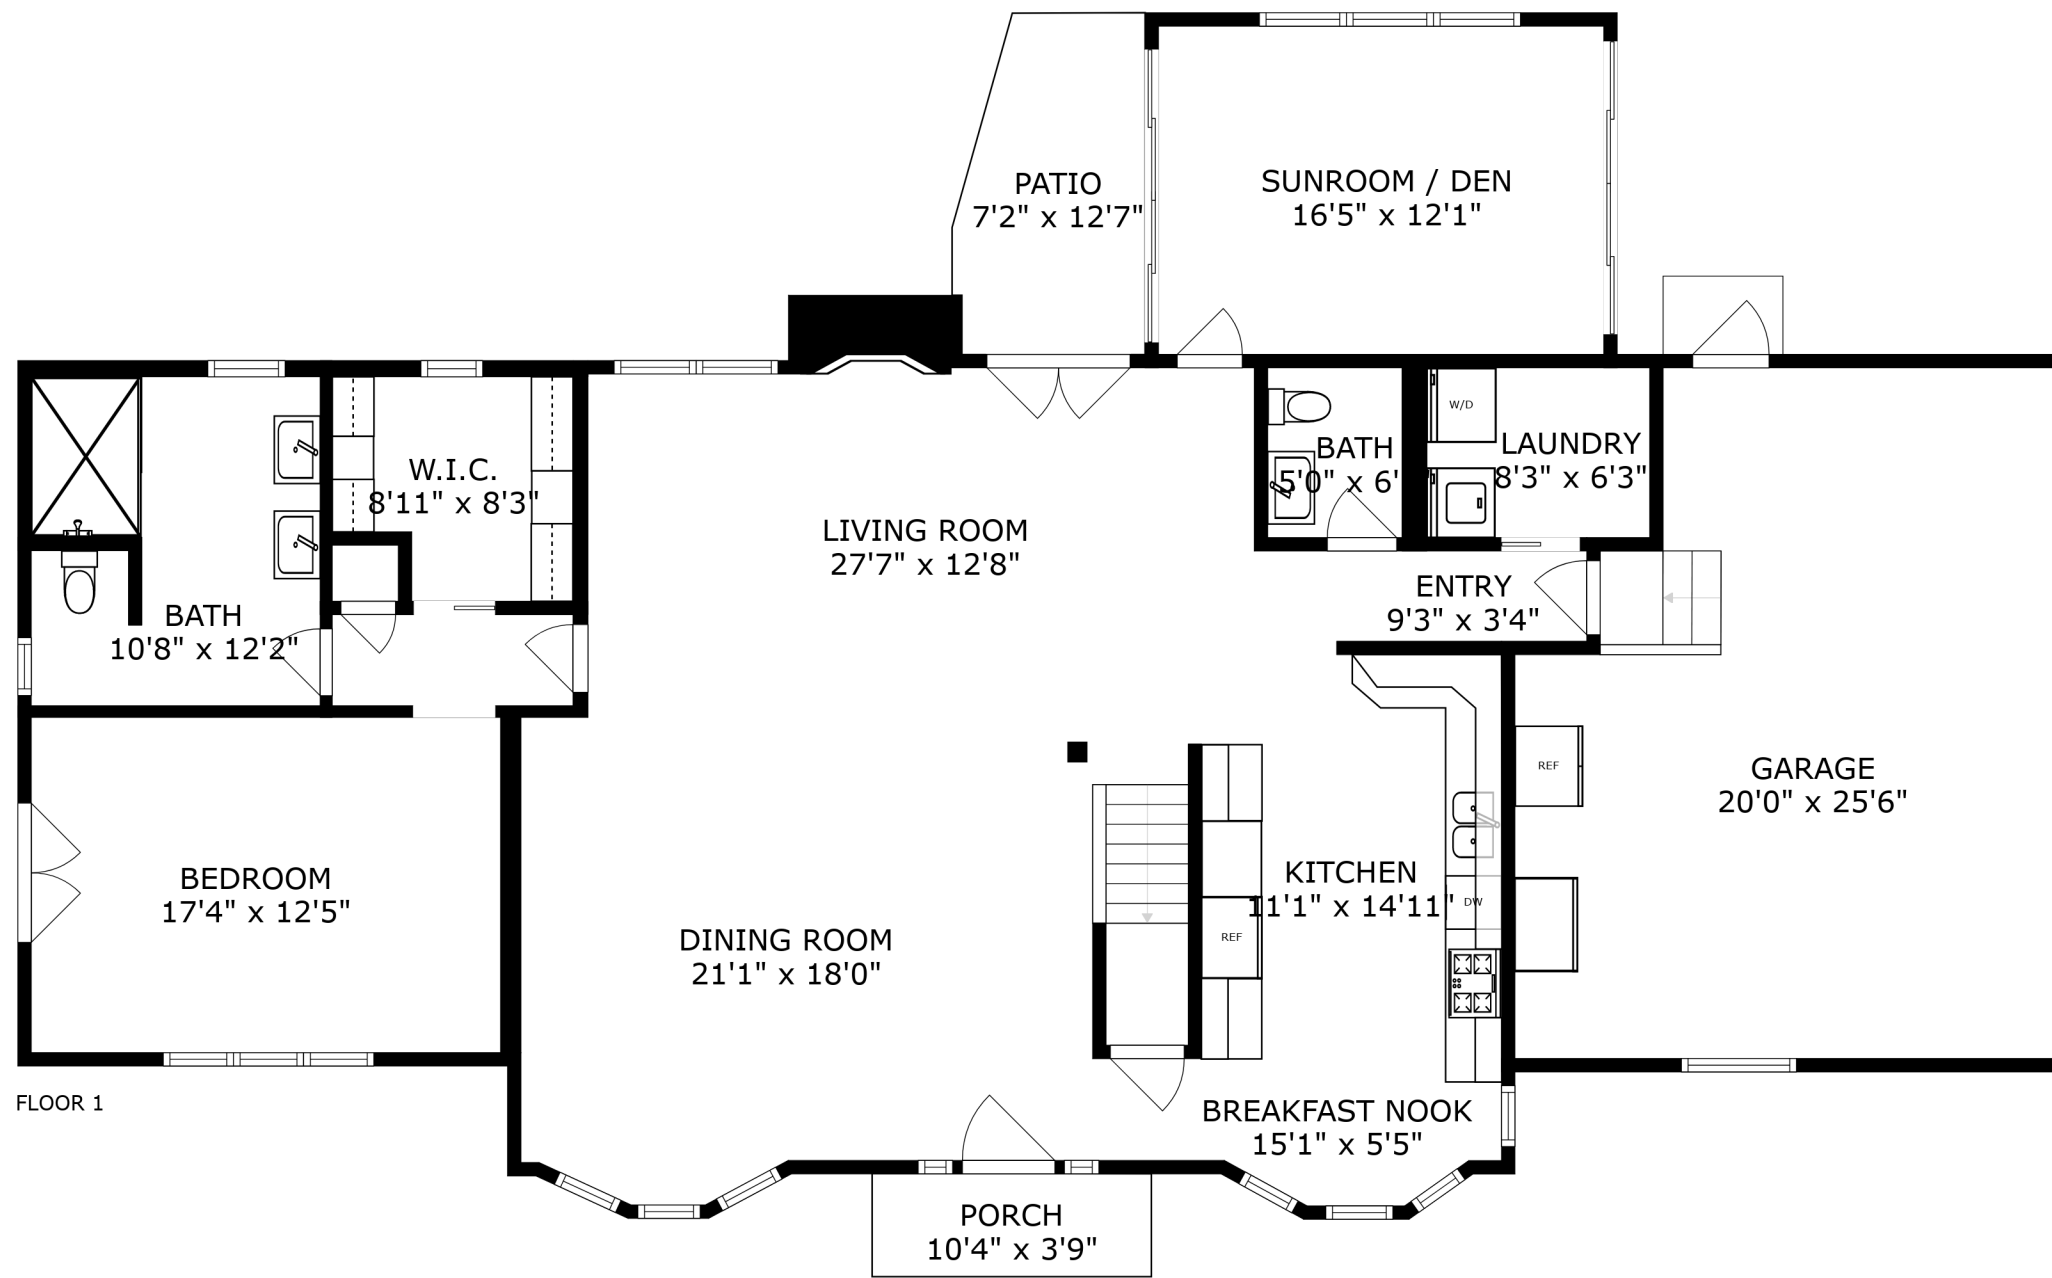 PATIO
7'2" x 12'7"
SUNROOM / DEN
16'5" x 12'1"
W/D
BATH
5'0" x 6'
LAUNDRY
8'3" x 6'3"
W.I.C.
8'11" x 8'3"
LIVING ROOM
27'7" x 12'8"
ENTRY
9'3" x 3'4"
BATH
10'8" x 12'2"
REF
GARAGE
20'0" x 25'6"
BEDROOM
17'4" x 12'5"
KITCHEN
11'1" x 14'11"
DW
REF
DINING ROOM
21'1" x 18'0"
FLOOR 1
BREAKFAST NOOK
15'1" x 5'5"
PORCH
10'4" x 3'9"